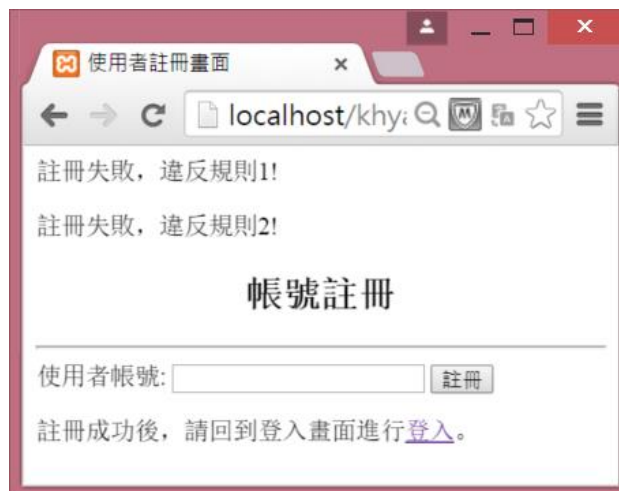 使用者註冊畫面
localhost/khya
註冊失敗，違反規則1!
註冊失敗，違反規則2!
帳號註冊
使用者帳號: 註冊
註冊成功後，請回到登入畫面進行登入。